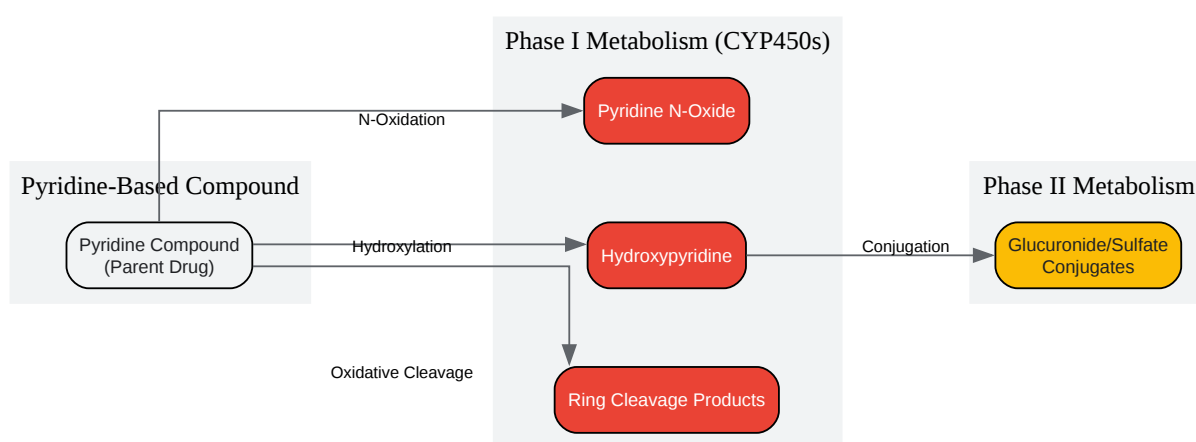 Phase I Metabolism (CYP450s)
Pyridine N-Oxide
N-Oxidation
Pyridine-Based Compound
Phase II Metabolism
Pyridine Compound
(Parent Drug)
Hydroxylation
Hydroxypyridine
Conjugation
Glucuronide/Sulfate
Conjugates
Oxidative Cleavage
Ring Cleavage Products